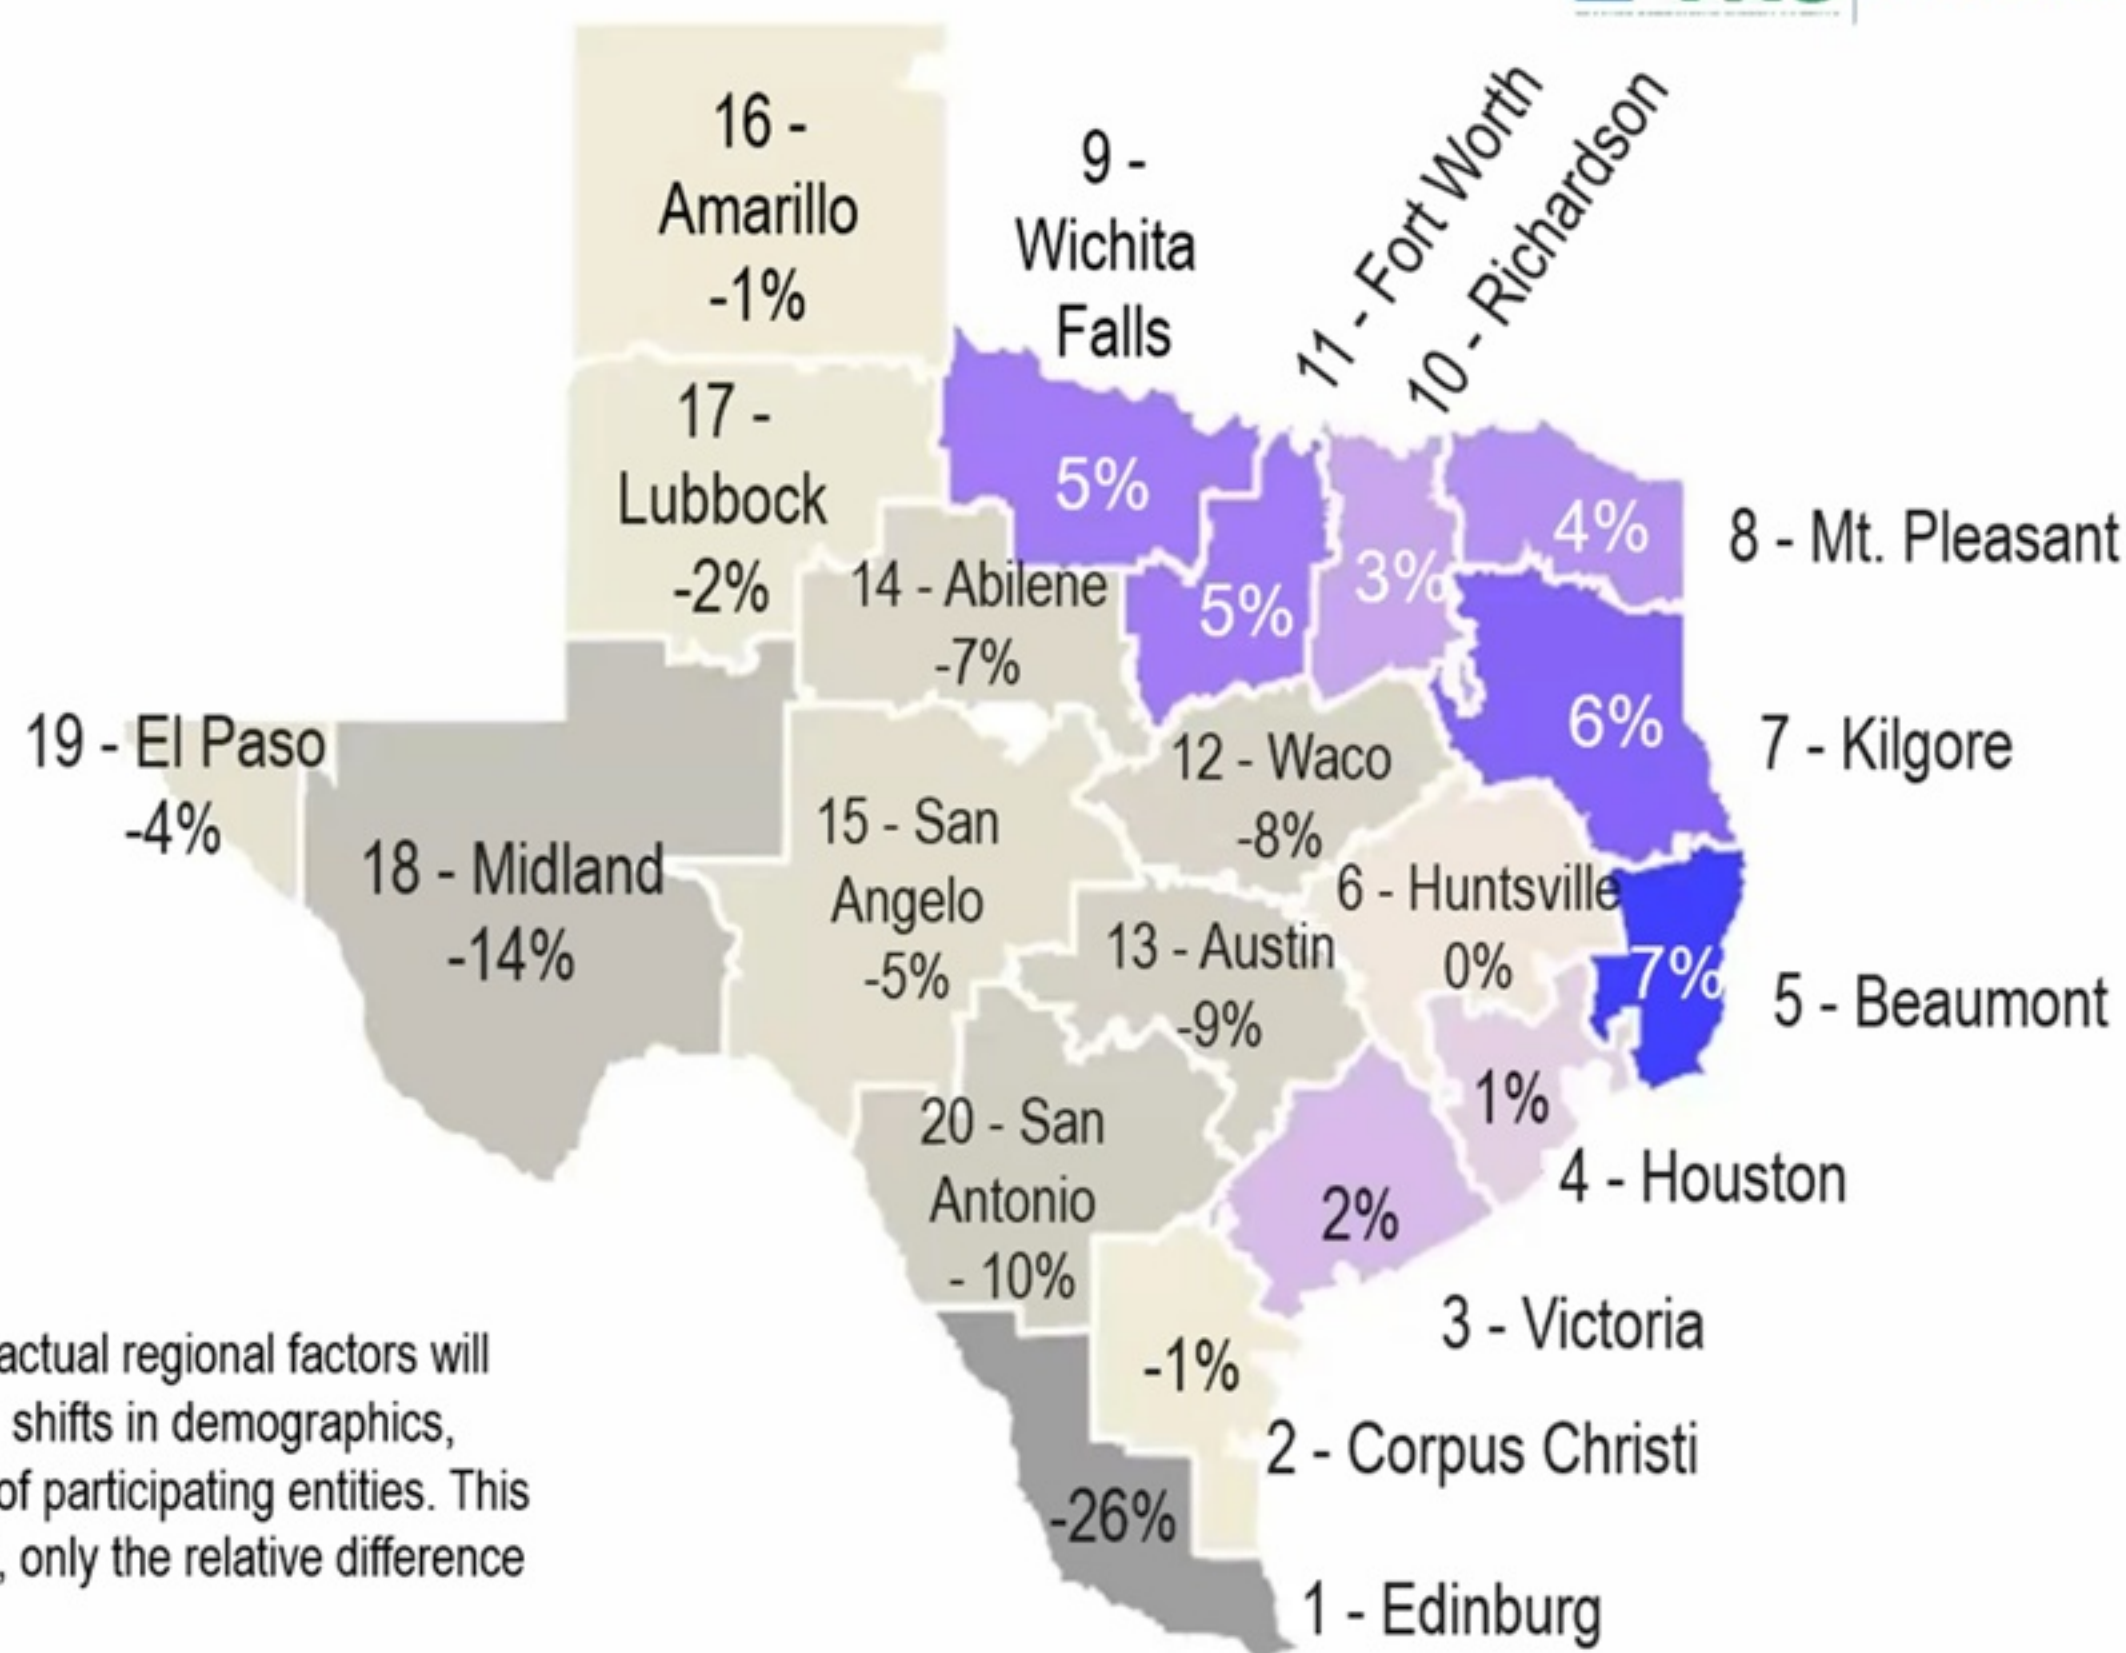 16 -
Amarillo
-1%
9 -
Wichita
Falls
5%
11 - Fort Worth
5%
10 - Richardson
3%
4%
8 - Mt. Pleasant
17 -
Lubbock
-2%
14 - Abilene
-7%
6%
7 - Kilgore
19 - El Paso
-4%
18 - Midland
-14%
15 - San
Angelo
-5%
12 - Waco
-8%
6 - Huntsville
0%
13 - Austin
-9%
7%
5 - Beaumont
1%
4 - Houston
20 - San
Antonio
- 10%
2%
3 - Victoria
-1%
2 - Corpus Christi
-26%
1 - Edinburg
actual regional factors will
shifts in demographics,
of participating entities. This
, only the relative difference